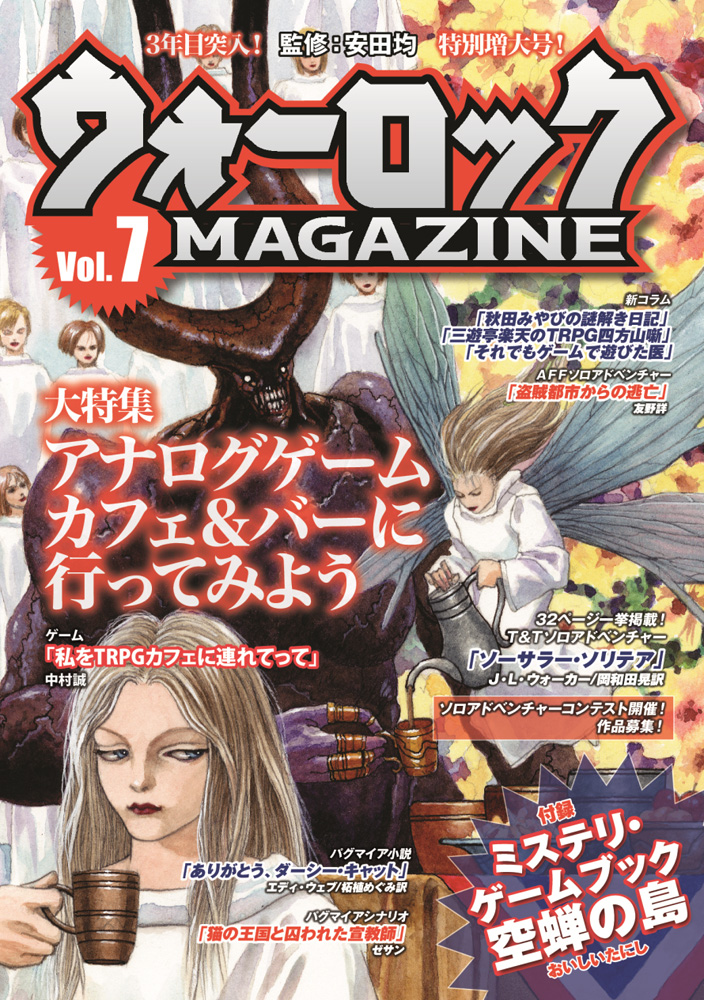 3年目突入! 監修：安田均 特別増大号!
ウォーロック
MAGAZINE
Vol.7
新コラム
「秋田みやびの謎解き日記」
「三遊亭楽天のTRPG四方山噺」
「それでもゲームで遊びた医」
AFFソロアドベンチャー
「盗賊都市からの逃亡」
友野詳
大特集
アナログゲーム
カフェ&バーに
行ってみよう
ゲーム
「私をTRPGカフェに連れてって」
中村誠
32ページ一挙掲載!
T&Tソロアドベンチャー
「ソーサラー・ソリテア」
J・L・ウォーカー/岡和田晃訳
ソロアドベンチャーコンテスト開催!
作品募集!
パグマイア小説
「ありがとう、ダーシー・キャット」
エディ・ウェブ/柘植めぐみ訳
パグマイアシナリオ
「猫の王国と囚われた宣教師」
ゼサン
付録
ミステリ・
ゲームブック
空蝉の島
おいしいたにし